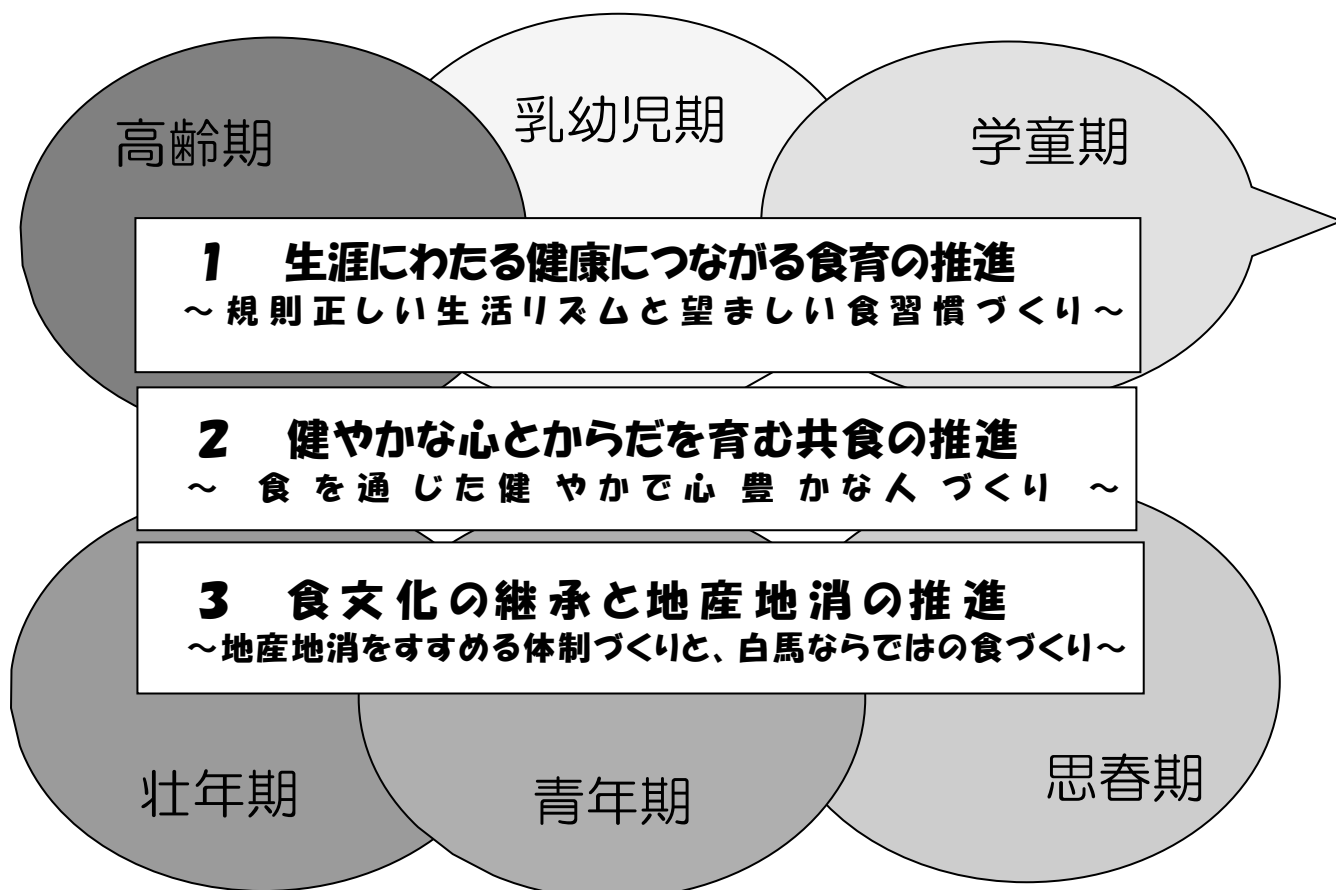 高齢期
乳幼児期
学童期
1 生涯にわたる健康につながる食育の推進
～規則正しい生活リズムと望ましい食習慣づくり～
2 健やかな心とからだを育む共食の推進
～ 食を通じた健やかで心豊かな人づくり ～
3 食文化の継承と地産地消の推進
～地産地消をすすめる体制づくりと、白馬ならではの食づくり～
壮年期
青年期
思春期